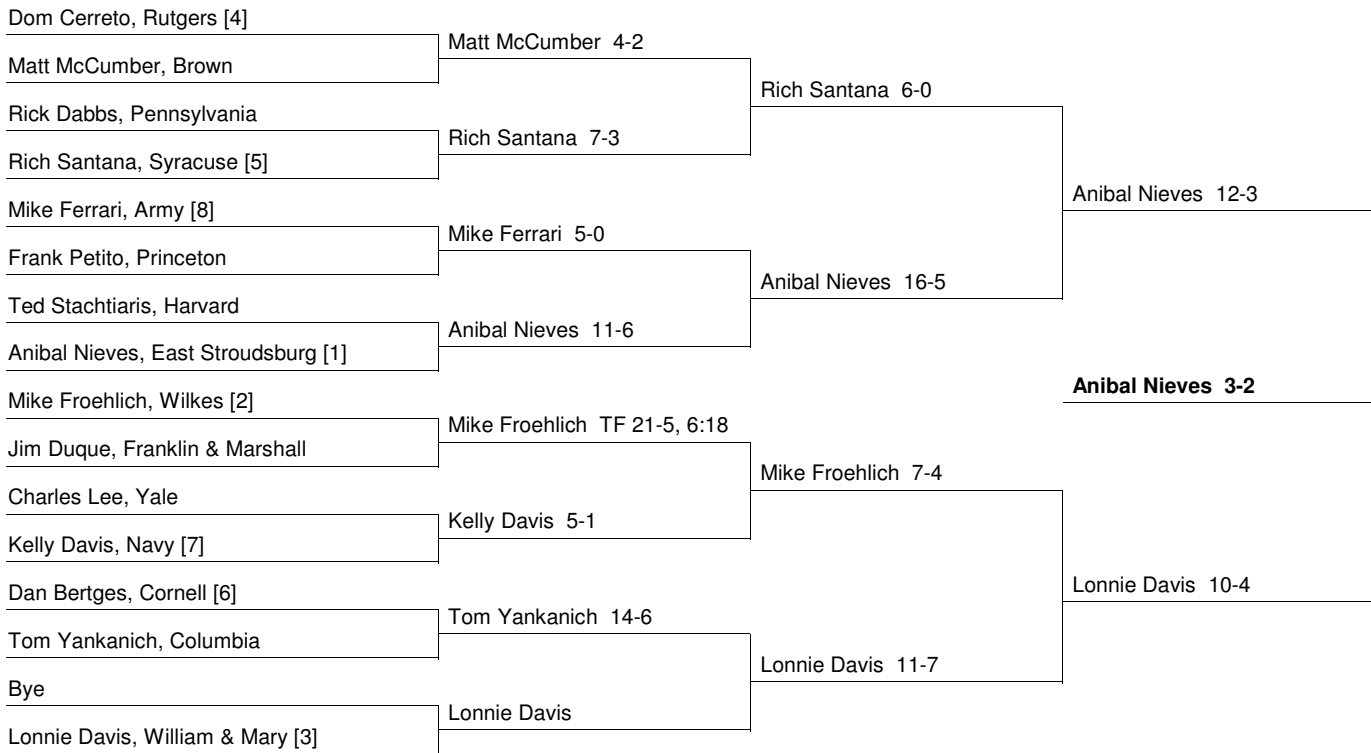 Dom Cerreto, Rutgers [4]
Matt McCumber, Brown
Rick Dabbs, Pennsylvania
Rich Santana, Syracuse [5]
Mike Ferrari, Army [8]
Frank Petito, Princeton
Ted Stachtiaris, Harvard
Anibal Nieves, East Stroudsburg [1]
Mike Froehlich, Wilkes [2]
Jim Duque, Franklin & Marshall
Charles Lee, Yale
Kelly Davis, Navy [7]
Dan Bertges, Cornell [6]
Tom Yankanich, Columbia
Bye
Lonnie Davis, William & Mary [3]
Matt McCumber 4-2
Rich Santana 7-3
Mike Ferrari 5-0
Anibal Nieves 11-6
Mike Froehlich TF 21-5, 6:18
Kelly Davis 5-1
Tom Yankanich 14-6
Lonnie Davis
Rich Santana 6-0
Anibal Nieves 16-5
Mike Froehlich 7-4
Lonnie Davis 11-7
Anibal Nieves 12-3
Anibal Nieves 3-2
Lonnie Davis 10-4